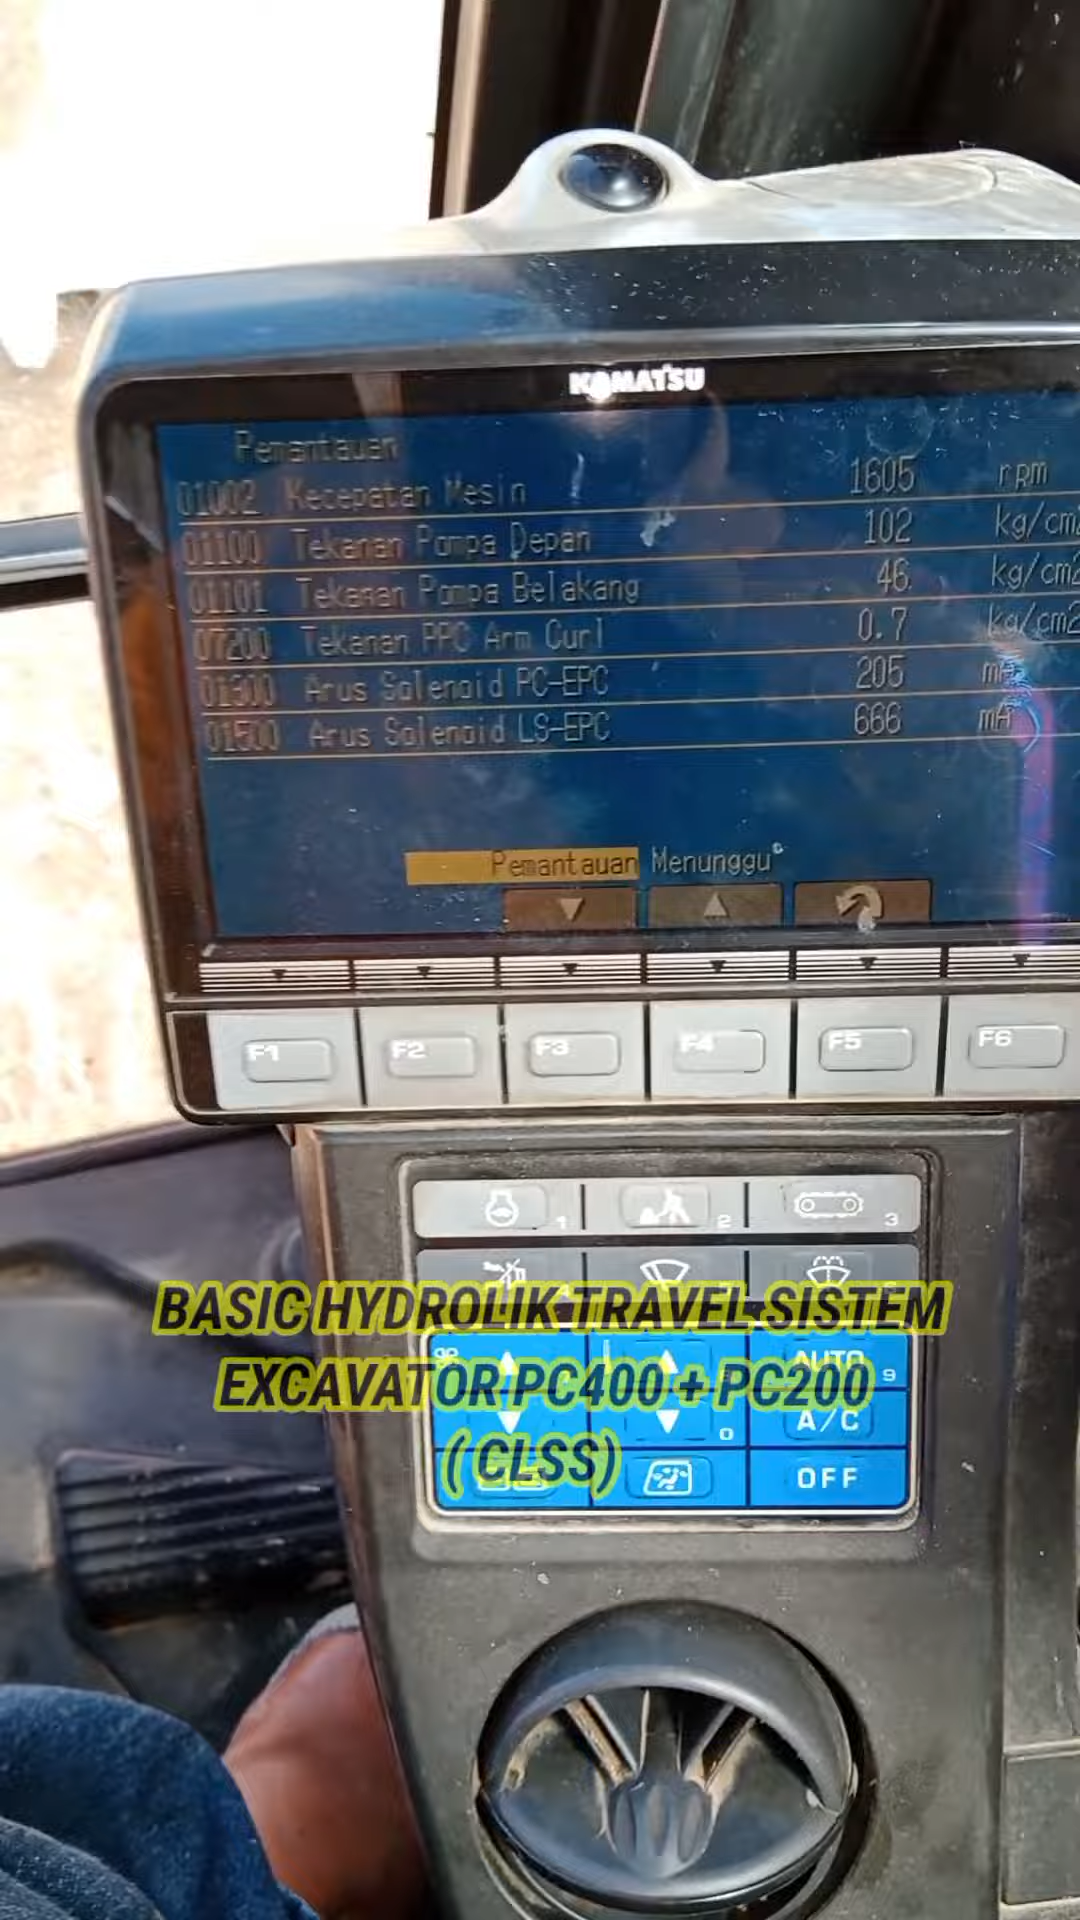 KOMATSU
Pemantauan
01002 Kecepatan Mesin 1605 rpm
01100 Tekanan Pompa Depan 102 kg/cm2
01101 Tekanan Pompa Belakang 46 kg/cm2
07200 Tekanan PPC Arm Curl 0.7 kg/cm2
01300 Arus Solenoid PC-EPC 205 mA
01500 Arus Solenoid LS-EPC 666 mA
Pemantauan Menunggu
F1 F2 F3 F4 F5 F6
1 2 3
BASIC HYDROLIK TRAVEL SISTEM
EXCAVATOR PC400 + PC200
( CLSS)
AUTO 9
A/C
0
OFF